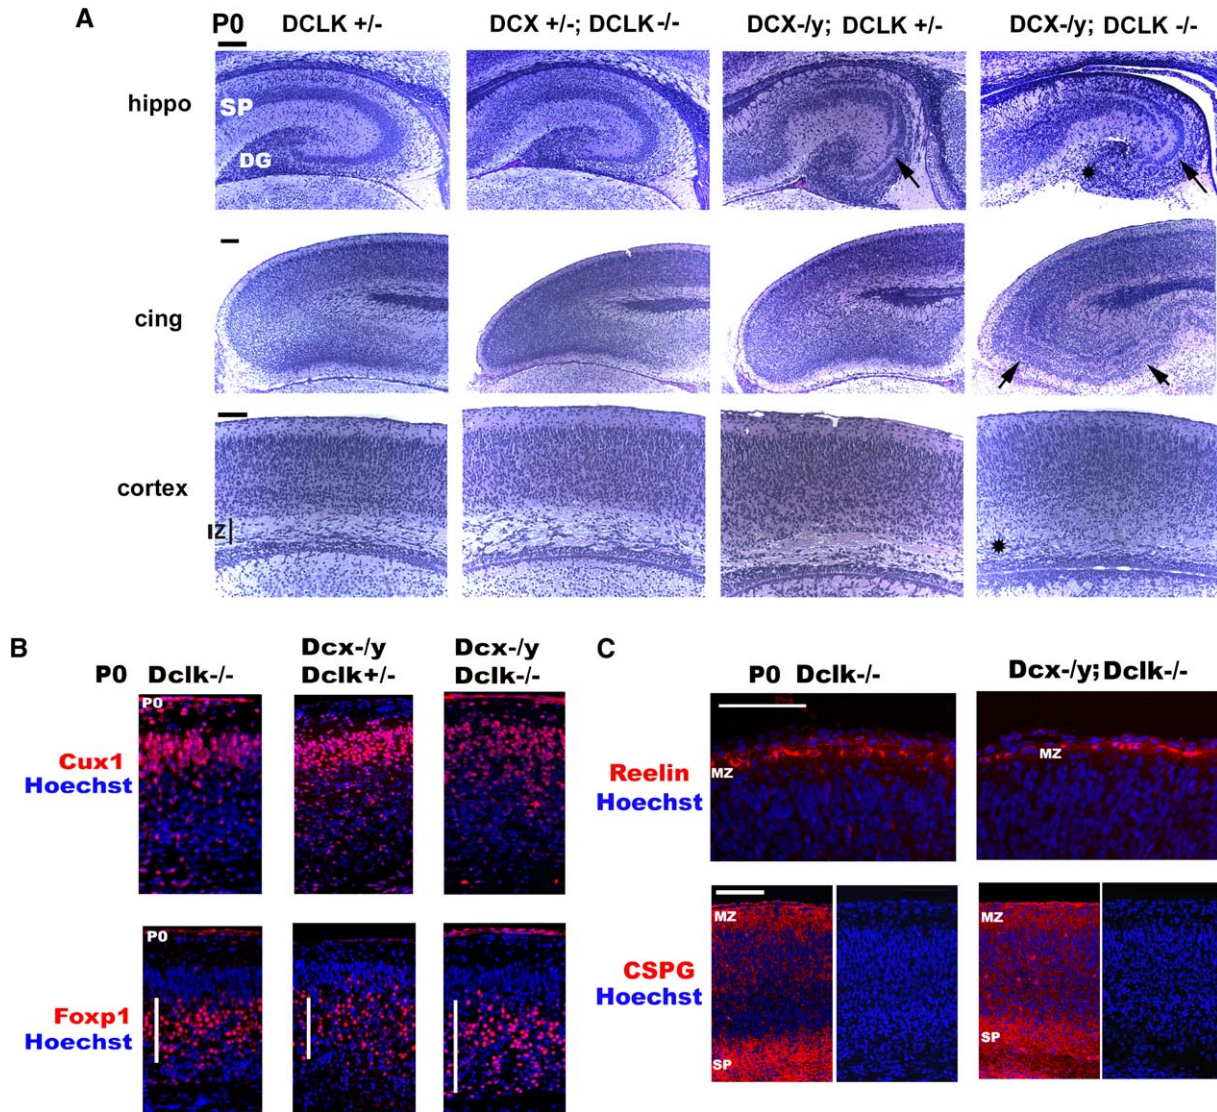 A
P0 DCLK +/- DCX +/-; DCLK -/- DCX-/y; DCLK +/- DCX-/y; DCLK -/-
hippo
SP
DG
cing
cortex
IZ
B
P0 Dclk-/- Dcx-/y Dclk+/- Dcx-/y Dclk-/-
P0
Cux1
Hoechst
P0
Foxp1
Hoechst
C
P0 Dclk-/- Dcx-/y; Dclk-/-
Reelin
Hoechst
MZ
MZ
CSPG
Hoechst
MZ
SP
MZ
SP